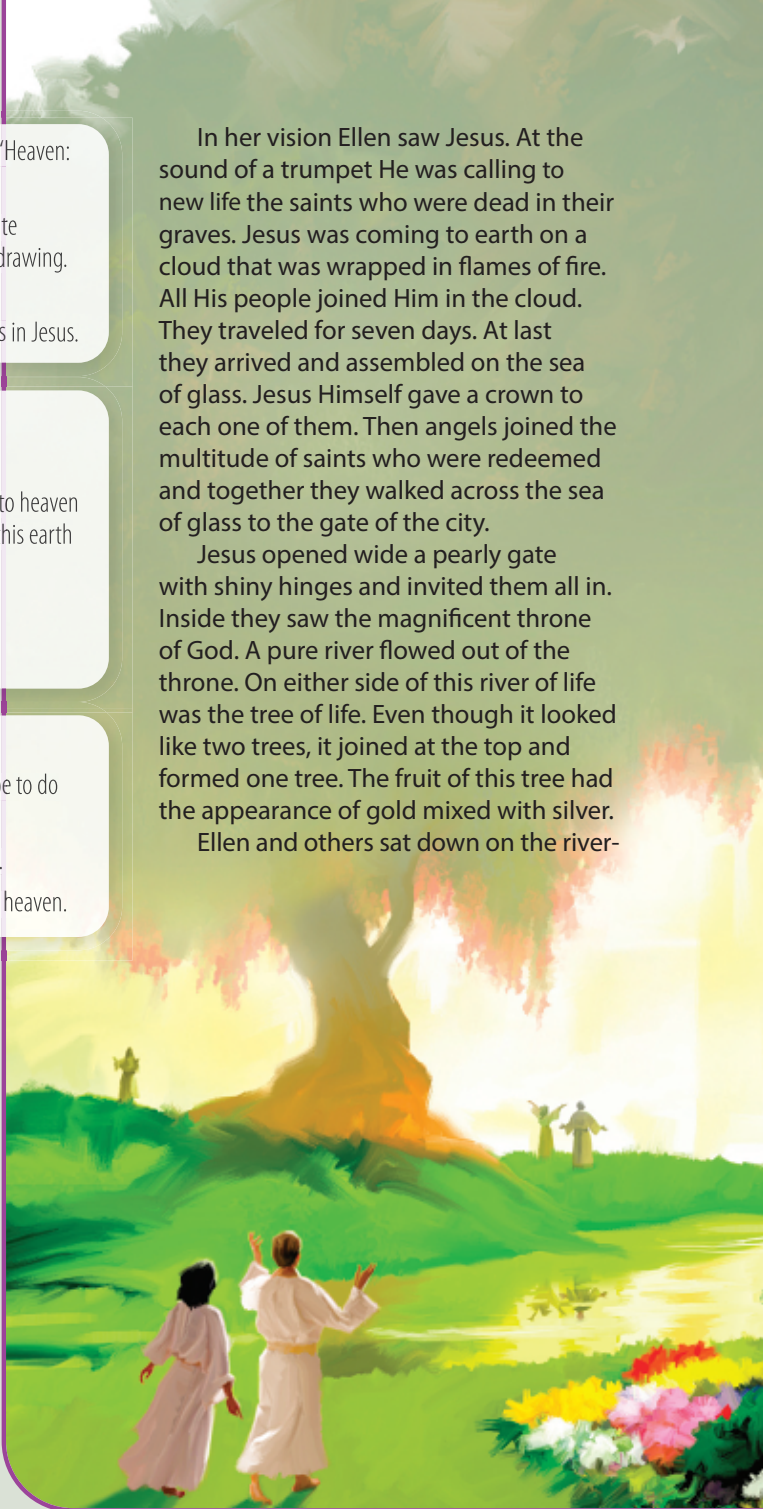 “Heaven:
te
drawing.
s in Jesus.
to heaven
his earth
e to do
heaven.
In her vision Ellen saw Jesus. At the
sound of a trumpet He was calling to
new life the saints who were dead in their
graves. Jesus was coming to earth on a
cloud that was wrapped in flames of fire.
All His people joined Him in the cloud.
They traveled for seven days. At last
they arrived and assembled on the sea
of glass. Jesus Himself gave a crown to
each one of them. Then angels joined the
multitude of saints who were redeemed
and together they walked across the sea
of glass to the gate of the city.
Jesus opened wide a pearly gate
with shiny hinges and invited them all in.
Inside they saw the magnificent throne
of God. A pure river flowed out of the
throne. On either side of this river of life
was the tree of life. Even though it looked
like two trees, it joined at the top and
formed one tree. The fruit of this tree had
the appearance of gold mixed with silver.
Ellen and others sat down on the river-